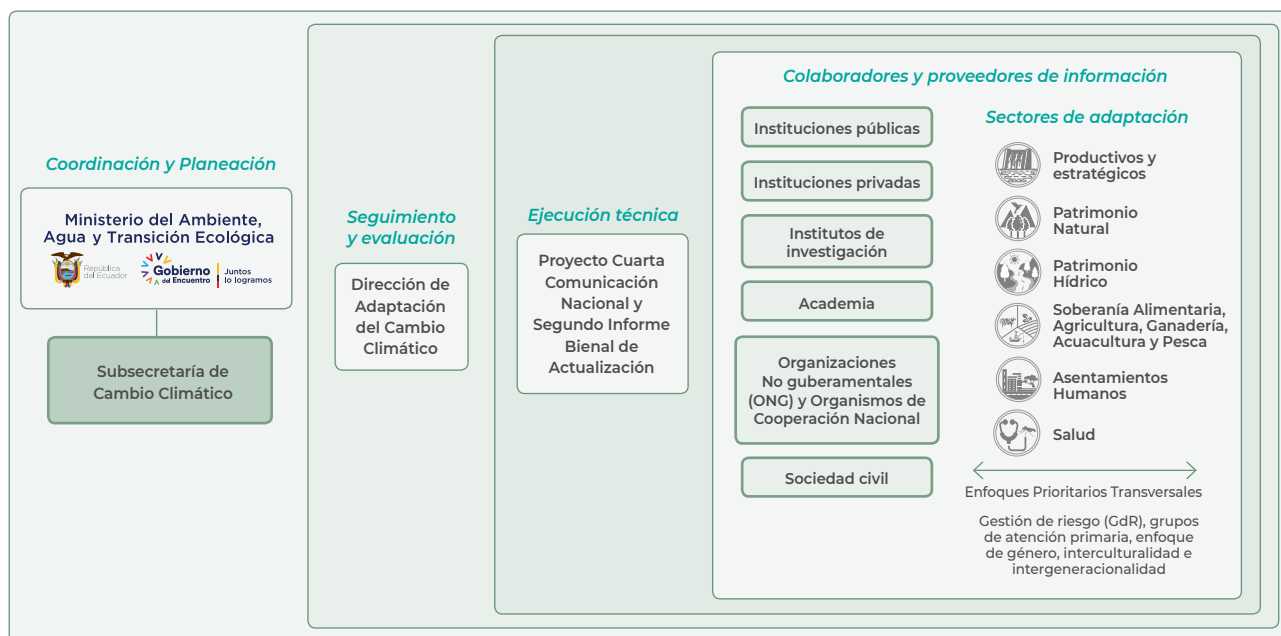 Coordinación y Planeación
Ministerio del Ambiente,
Agua y Transición Ecológica
República
del Ecuador
Gobierno
del Encuentro
Juntos
lo logramos
Subsecretaría de
Cambio Climático
Seguimiento
y evaluación
Dirección de
Adaptación
del Cambio
Climático
Ejecución técnica
Proyecto Cuarta
Comunicación
Nacional y
Segundo Informe
Bienal de
Actualización
Colaboradores y proveedores de información
Instituciones públicas
Instituciones privadas
Institutos de
investigación
Academia
Organizaciones
No gubernamentales
(ONG) y Organismos de
Cooperación Nacional
Sociedad civil
Sectores de adaptación
Productivos y
estratégicos
Patrimonio
Natural
Patrimonio
Hídrico
Soberanía Alimentaria,
Agricultura, Ganadería,
Acuacultura y Pesca
Asentamientos
Humanos
Salud
Enfoques Prioritarios Transversales
Gestión de riesgo (GdR), grupos
de atención primaria, enfoque
de género, interculturalidad e
intergeneracionalidad